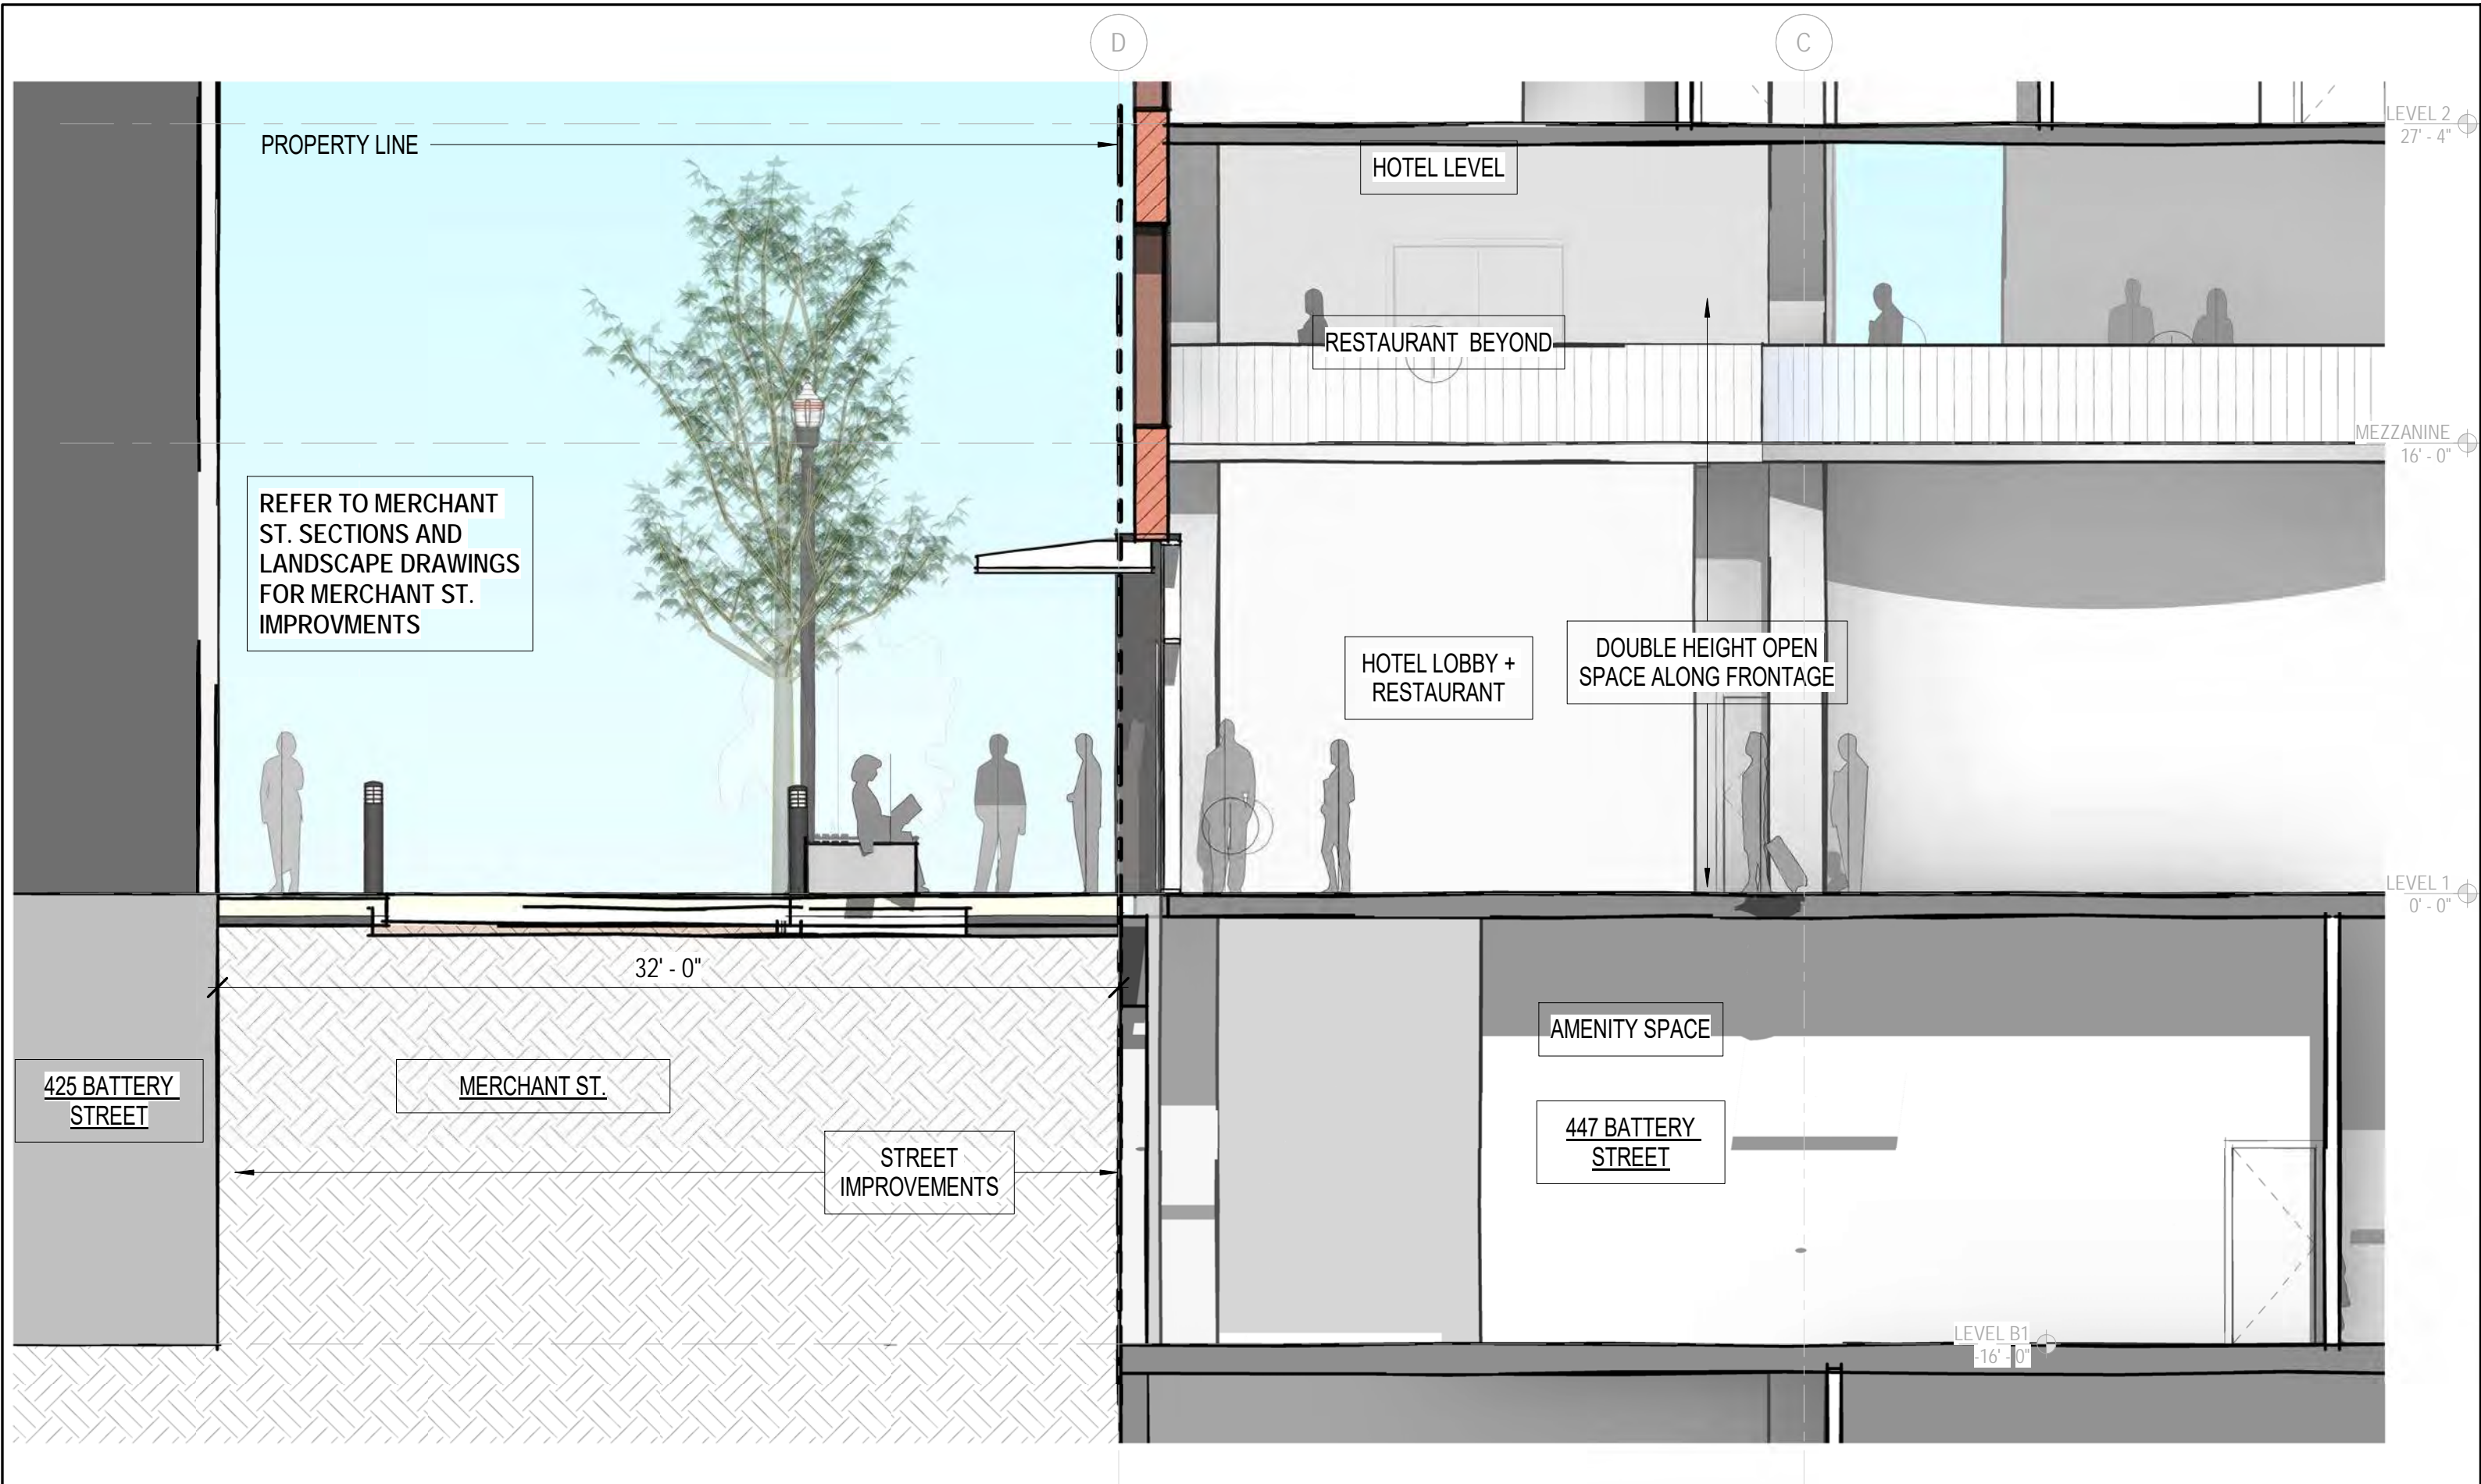 D
C
LEVEL 2
27' - 4"
PROPERTY LINE
HOTEL LEVEL
RESTAURANT BEYOND
MEZZANINE
16' - 0"
REFER TO MERCHANT
ST. SECTIONS AND
LANDSCAPE DRAWINGS
FOR MERCHANT ST.
IMPROVMENTS
HOTEL LOBBY +
RESTAURANT
DOUBLE HEIGHT OPEN
SPACE ALONG FRONTAGE
LEVEL 1
0' - 0"
32' - 0"
AMENITY SPACE
425 BATTERY
STREET
MERCHANT ST.
447 BATTERY
STREET
STREET
IMPROVEMENTS
LEVEL B1
-16' - 0"